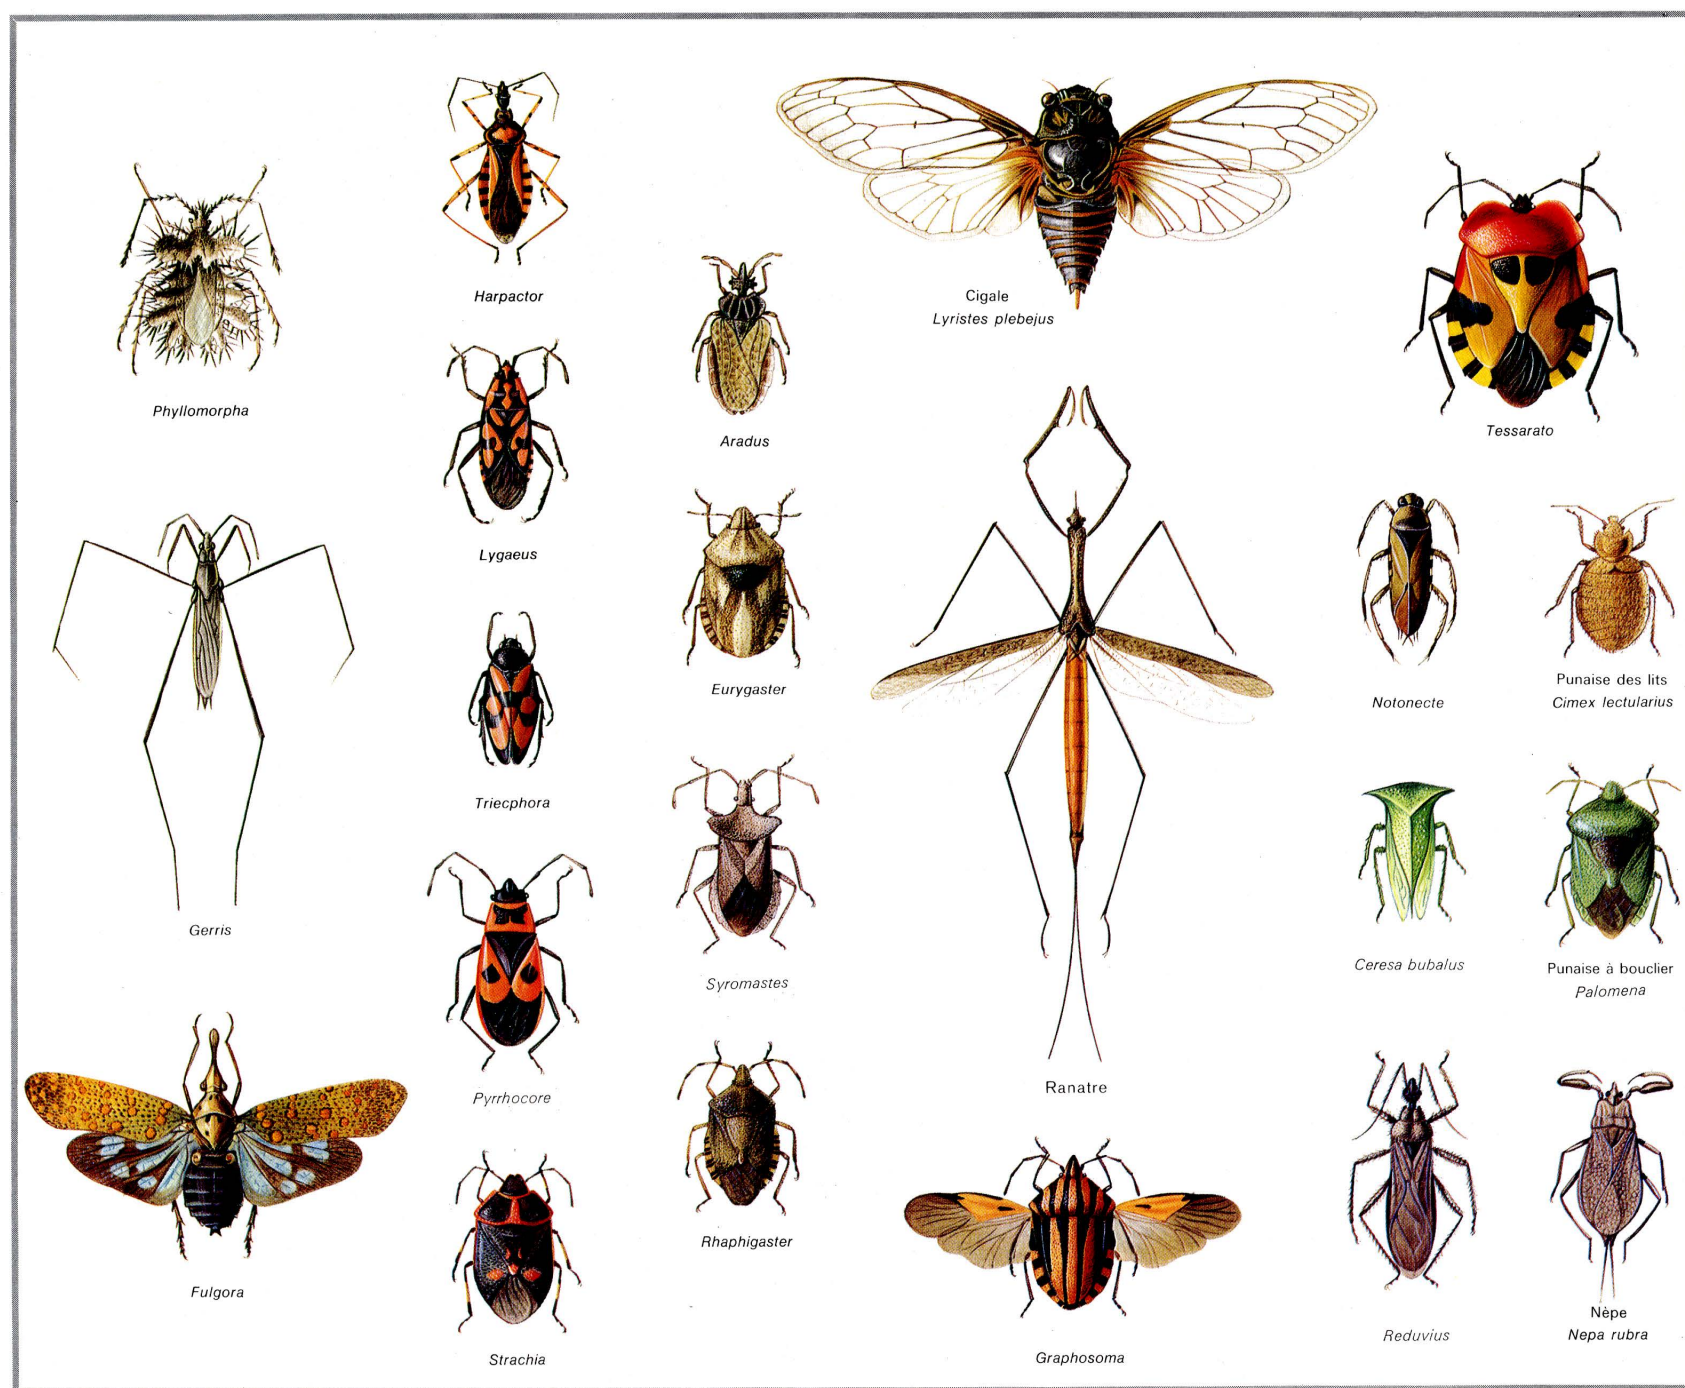 Harpactor
Cigale
Lyristes plebejus
Phyllomorpha
Aradus
Tessarato
Lygaeus
Eurygaster
Notonecte
Punaise des lits
Cimex lectularius
Triecphora
Gerris
Syromastes
Ceresa bubalus
Punaise à bouclier
Palomena
Pyrrhocore
Ranatre
Rhaphigaster
Fulgora
Strachia
Graphosoma
Reduvius
Nèpe
Nepa rubra